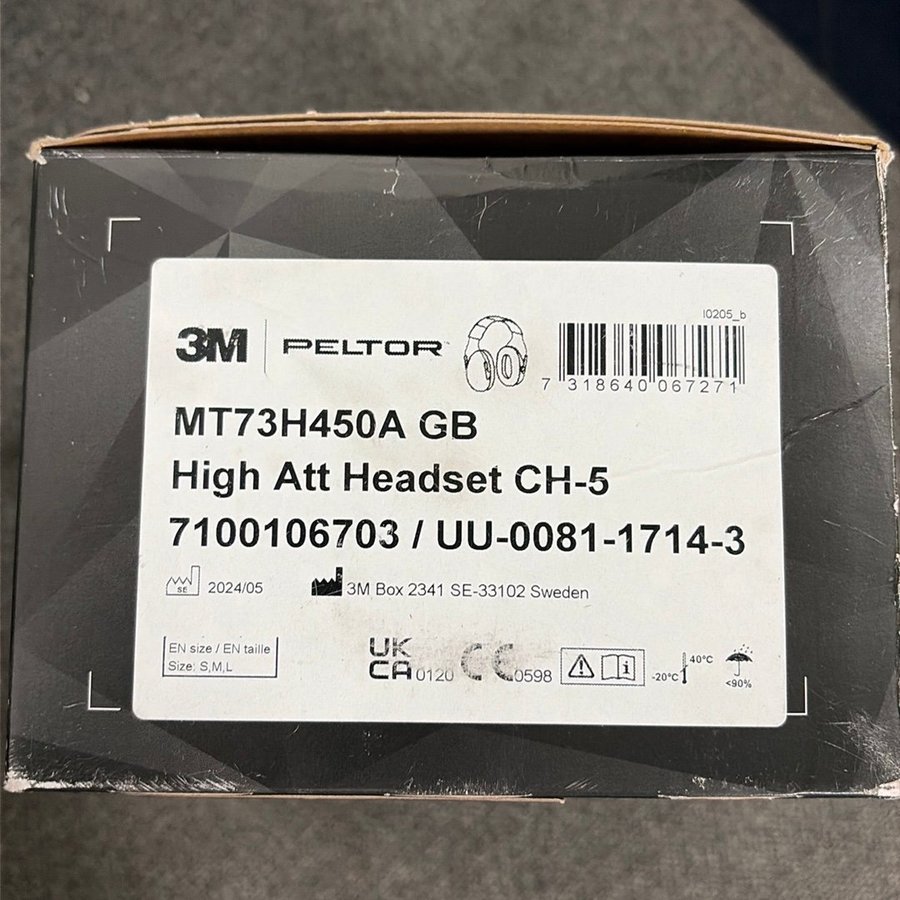 I0205_b
3M PELTOR™
7 318640 067271
MT73H450A GB
High Att Headset CH-5
7100106703 / UU-0081-1714-3
SE 2024/05 3M Box 2341 SE-33102 Sweden
EN size / EN taille
Size: S,M,L
UK
CA 0120 CE 0598 -20°C 40°C <90%